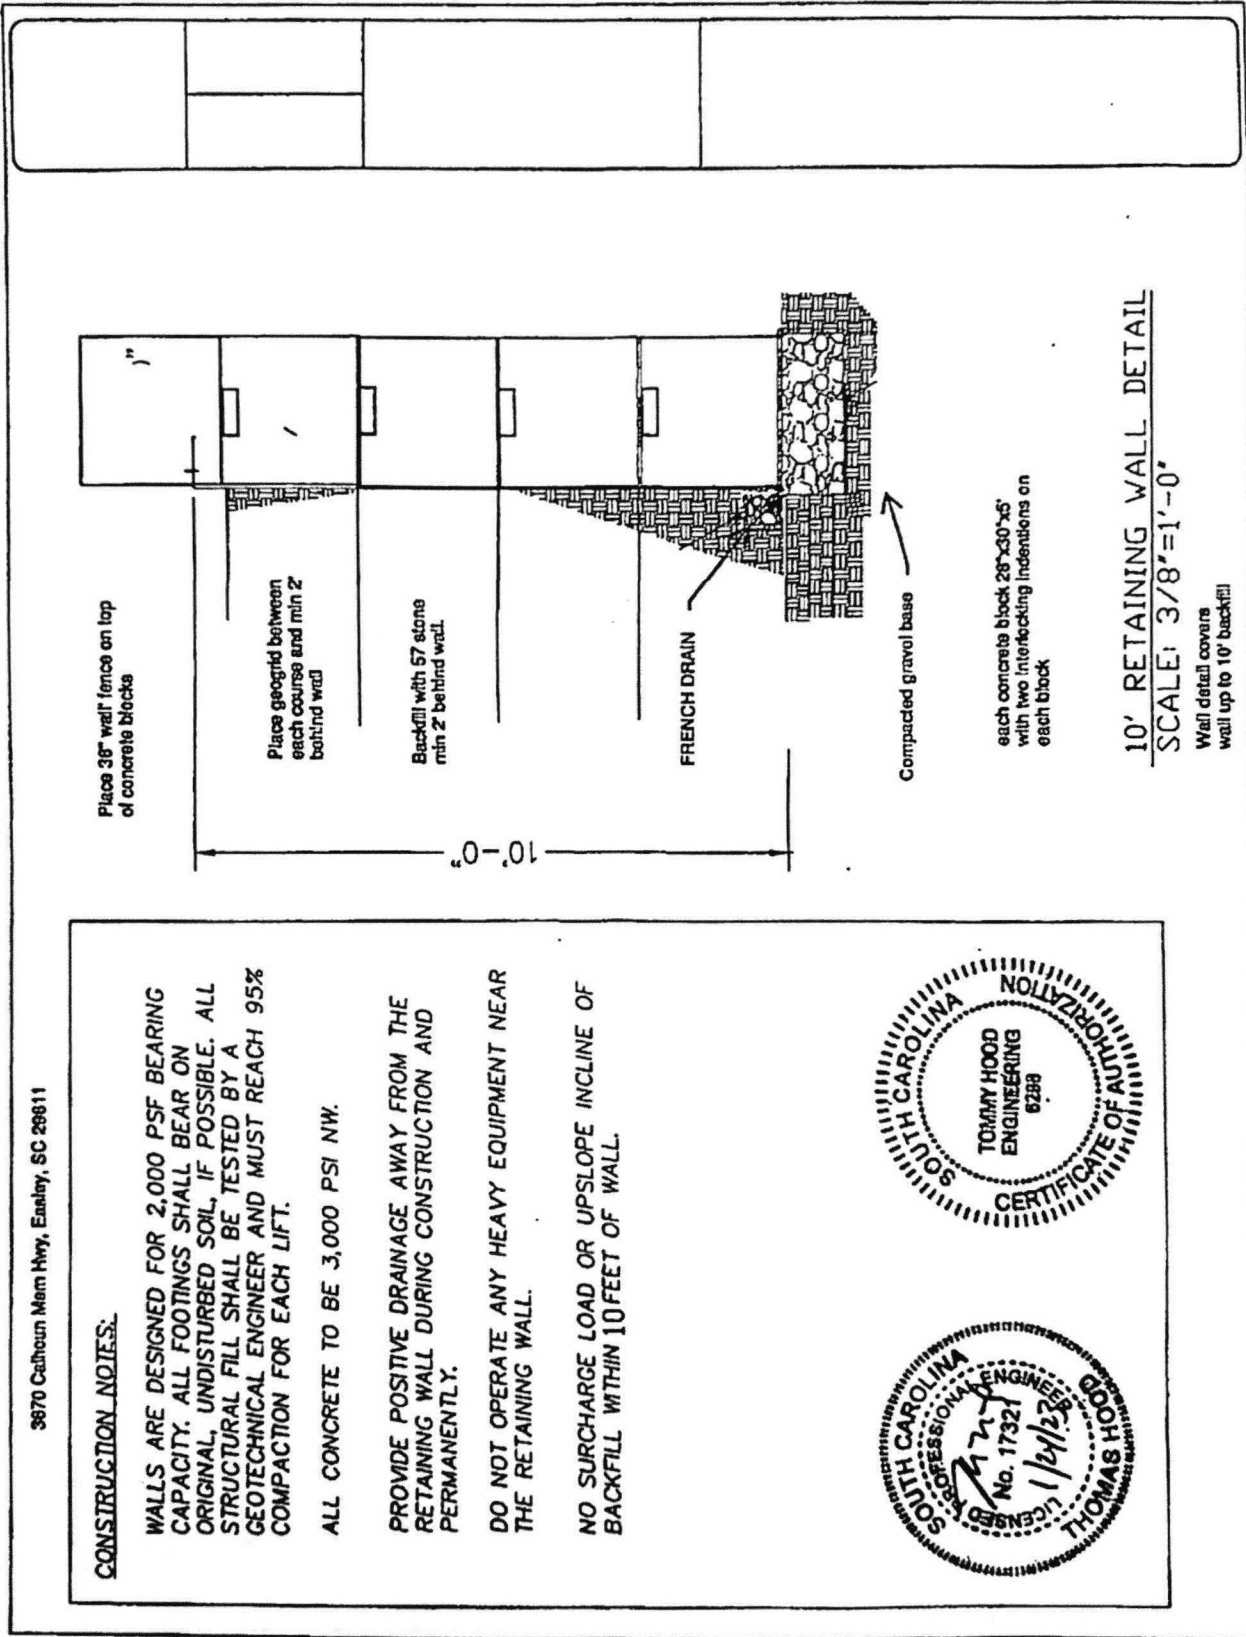 3670 Calhoun Mem Hwy, Easley, SC 29611
CONSTRUCTION NOTES:
WALLS ARE DESIGNED FOR 2,000 PSF BEARING
CAPACITY. ALL FOOTINGS SHALL BEAR ON
ORIGINAL, UNDISTURBED SOIL, IF POSSIBLE. ALL
STRUCTURAL FILL SHALL BE TESTED BY A
GEOTECHNICAL ENGINEER AND MUST REACH 95%
COMPACTION FOR EACH LIFT.
ALL CONCRETE TO BE 3,000 PSI NW.
PROVIDE POSITIVE DRAINAGE AWAY FROM THE
RETAINING WALL DURING CONSTRUCTION AND
PERMANENTLY.
DO NOT OPERATE ANY HEAVY EQUIPMENT NEAR
THE RETAINING WALL.
NO SURCHARGE LOAD OR UPSLOPE INCLINE OF
BACKFILL WITHIN 10 FEET OF WALL.
SOUTH CAROLINA
LICENSED PROFESSIONAL ENGINEER
No. 17321
THOMAS HOOD
SOUTH CAROLINA
TOMMY HOOD
ENGINEERING
CERTIFICATE OF AUTHORIZATION
Place 36" wall fence on top
of concrete blocks
Place geogrid between
each course and min 2'
behind wall
Backfill with 57 stone
min 2' behind wall.
10'-0"
FRENCH DRAIN
Compacted gravel base
each concrete block 28"x30"x5'
with two interlocking indentions on
each block
10' RETAINING WALL DETAIL
SCALE: 3/8"=1'-0"
Wall detail covers
wall up to 10' backfill